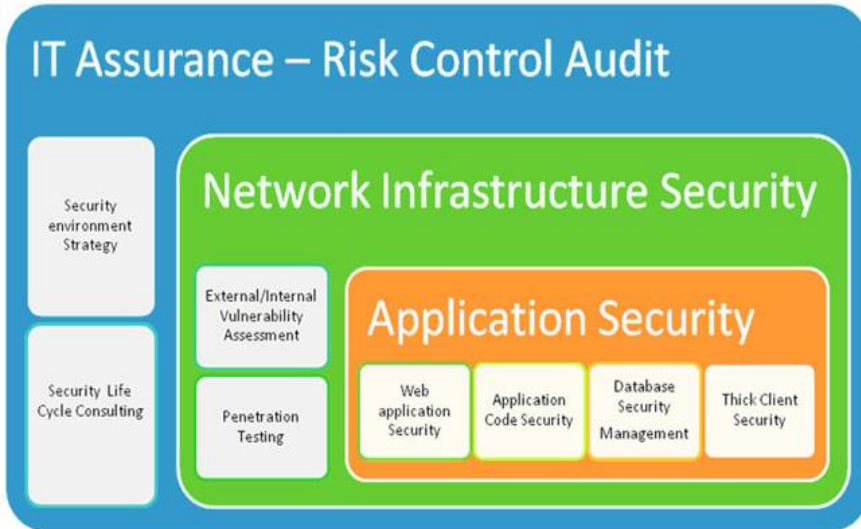 IT Assurance – Risk Control Audit
Security
environment
Strategy
Security Life
Cycle Consulting
Network Infrastructure Security
External/Internal
Vulnerability
Assessment
Penetration
Testing
Application Security
Web
application
Security
Application
Code Security
Database
Security
Management
Thick Client
Security